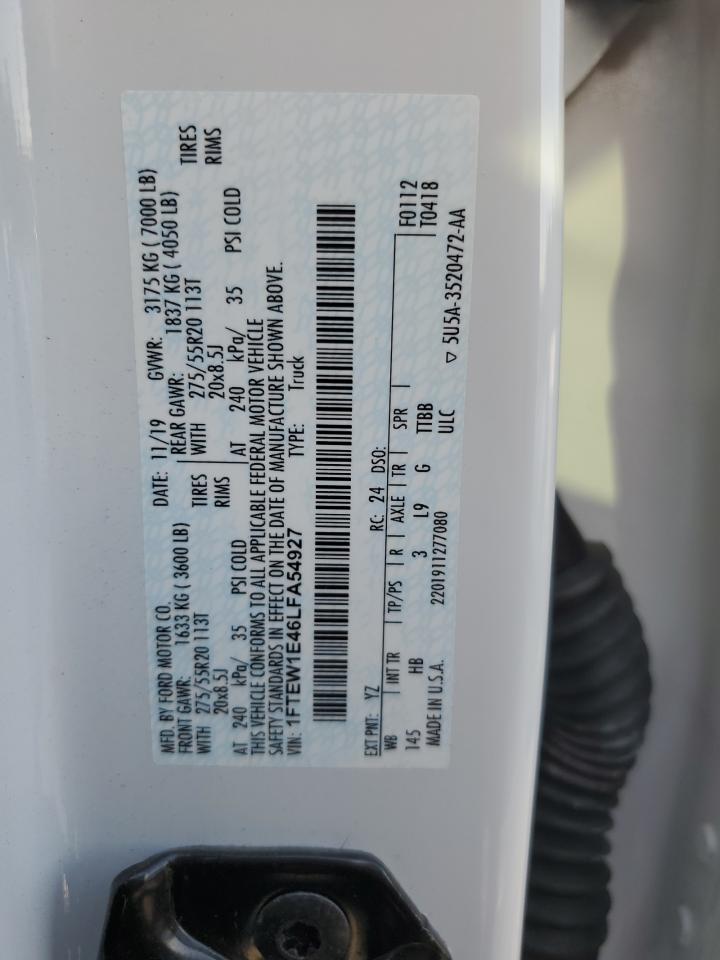 MFD. BY FORD MOTOR CO. DATE: 11/19 GVWR: 3175 KG ( 7000 LB)
FRONT GAWR: 1633 KG ( 3600 LB) REAR GAWR: 1837 KG ( 4050 LB)
WITH 275/55R20 113T TIRES WITH 275/55R20 113T TIRES
20x8.5J RIMS 20x8.5J RIMS
AT 240 kPa/ 35 PSI COLD AT 240 kPa/ 35 PSI COLD
THIS VEHICLE CONFORMS TO ALL APPLICABLE FEDERAL MOTOR VEHICLE
SAFETY STANDARDS IN EFFECT ON THE DATE OF MANUFACTURE SHOWN ABOVE.
VIN: 1FTEW1E46LFA54927 TYPE: Truck
EXT PNT: YZ RC: 24 DSO:
WB INT TR TP/PS R AXLE TR SPR F0112
145 HB 3 L9 G TTBB T0418
MADE IN U.S.A. 2201911277080 ULC ▽ 5U5A-3520472-AA